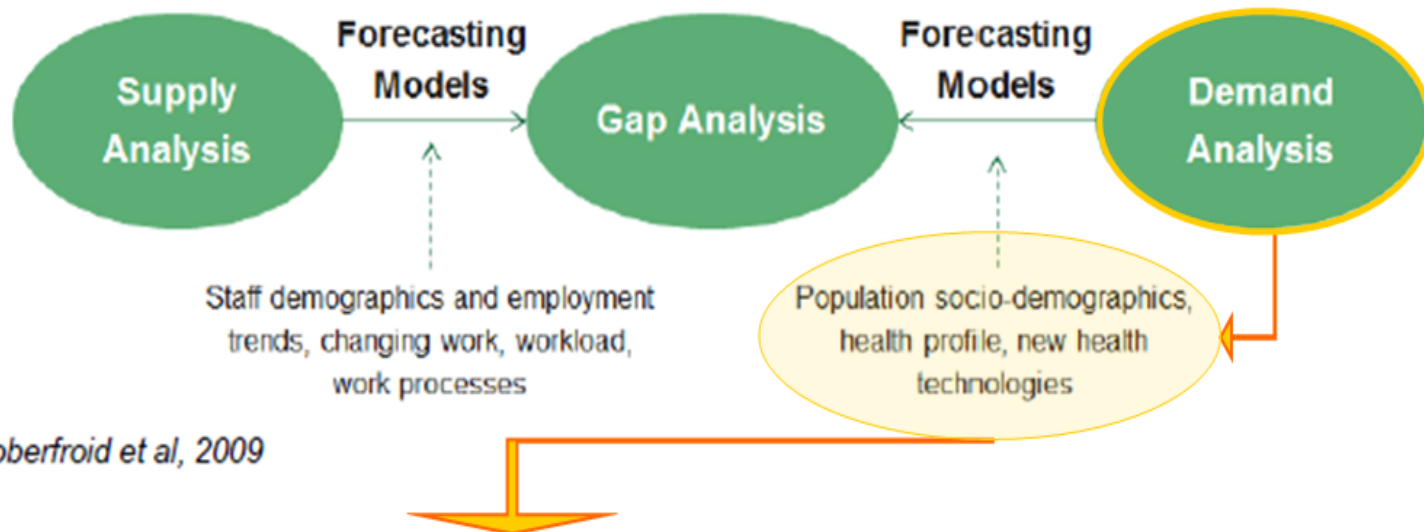 Forecasting
Models
Forecasting
Models
Supply
Analysis
Gap Analysis
Demand
Analysis
Staff demographics and employment
trends, changing work, workload,
work processes
Population socio-demographics,
health profile, new health
technologies
oberfroid et al, 2009